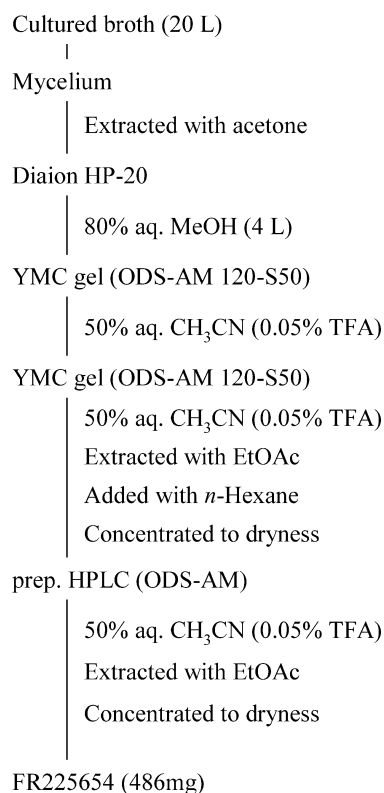 Cultured broth (20 L)
Mycelium
Extracted with acetone
Diaion HP-20
80% aq. MeOH (4 L)
YMC gel (ODS-AM 120-S50)
50% aq. CH₃CN (0.05% TFA)
YMC gel (ODS-AM 120-S50)
50% aq. CH₃CN (0.05% TFA)
Extracted with EtOAc
Added with n-Hexane
Concentrated to dryness
prep. HPLC (ODS-AM)
50% aq. CH₃CN (0.05% TFA)
Extracted with EtOAc
Concentrated to dryness
FR225654 (486mg)